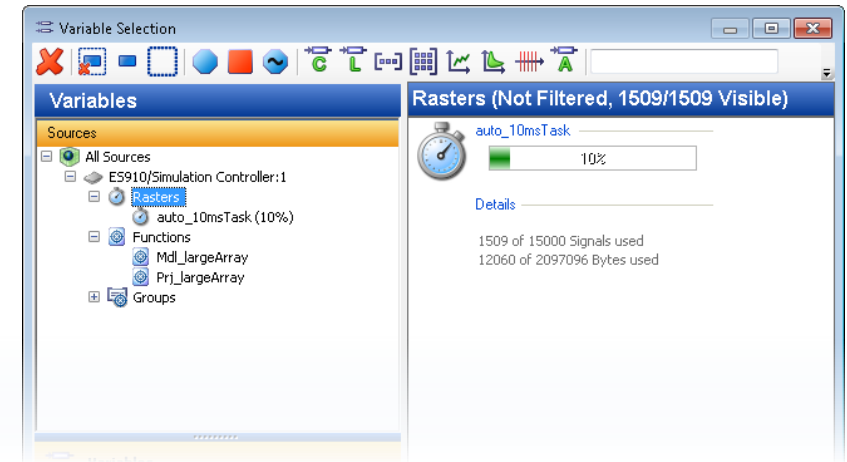 Variable Selection
C L A
Variables
Rasters (Not Filtered, 1509/1509 Visible)
Sources
All Sources
ES910/Simulation Controller:1
Rasters
auto_10msTask (10%)
Functions
Mdl_largeArray
Prj_largeArray
Groups
auto_10msTask
10%
Details
1509 of 15000 Signals used
12060 of 2097096 Bytes used